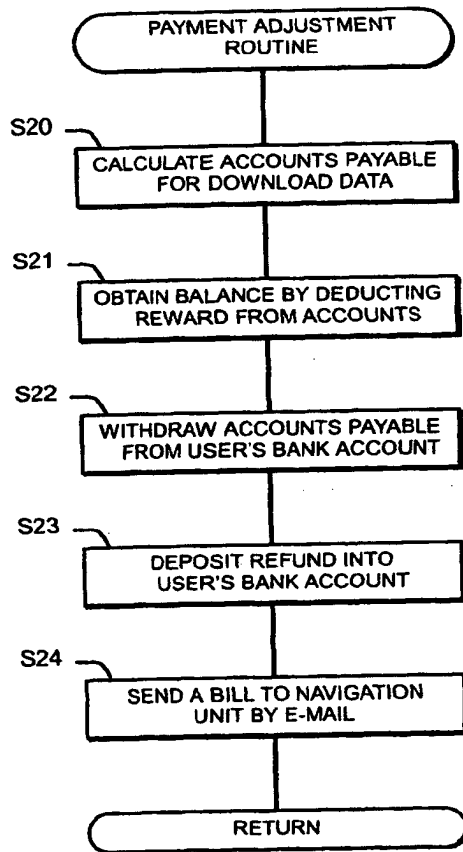 PAYMENT ADJUSTMENT
ROUTINE
S20
CALCULATE ACCOUNTS PAYABLE
FOR DOWNLOAD DATA
S21
OBTAIN BALANCE BY DEDUCTING
REWARD FROM ACCOUNTS
S22
WITHDRAW ACCOUNTS PAYABLE
FROM USER'S BANK ACCOUNT
S23
DEPOSIT REFUND INTO
USER'S BANK ACCOUNT
S24
SEND A BILL TO NAVIGATION
UNIT BY E-MAIL
RETURN